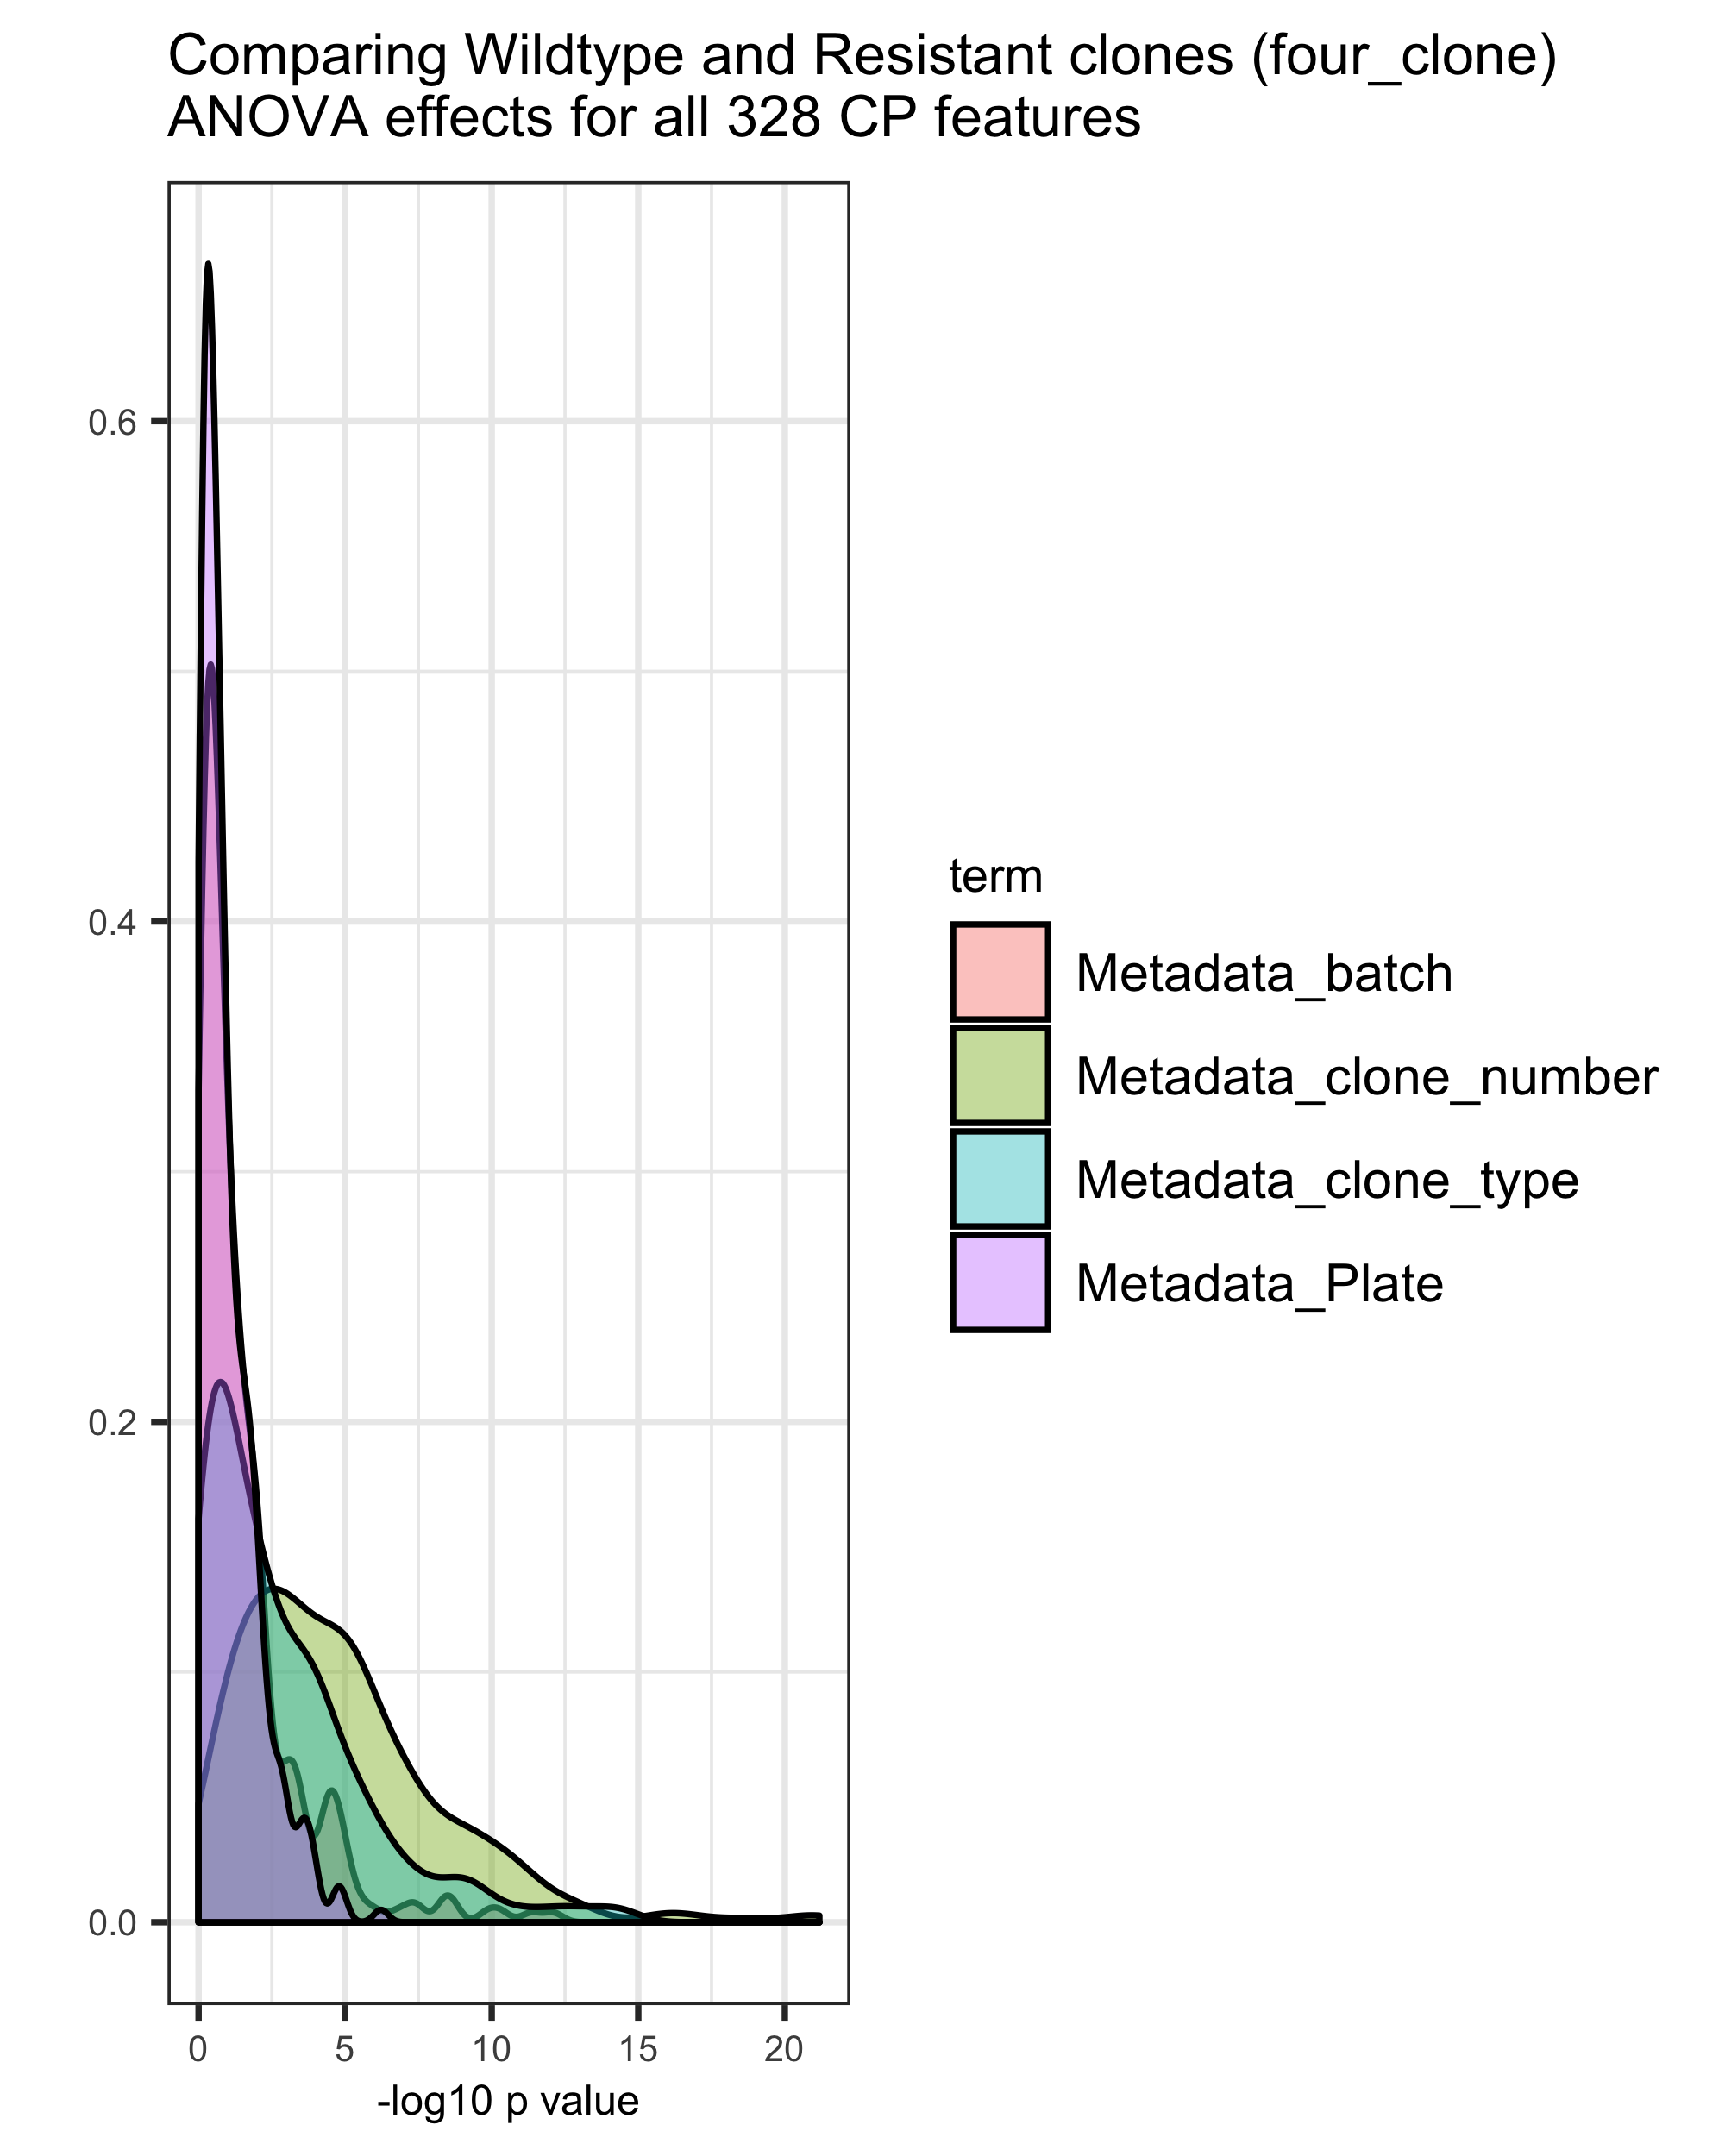 Comparing Wildtype and Resistant clones (four_clone)
ANOVA effects for all 328 CP features
0.6
0.4
0.2
0.0
0 5 10 15 20
-log10 p value
term
Metadata_batch
Metadata_clone_number
Metadata_clone_type
Metadata_Plate